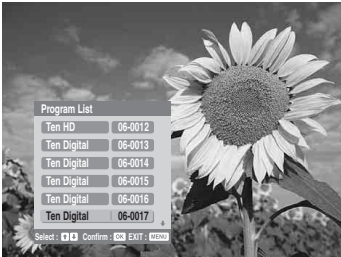 Program List
Ten HD 06-0012
Ten Digital 06-0013
Ten Digital 06-0014
Ten Digital 06-0015
Ten Digital 06-0016
Ten Digital 06-0017
Select : Confirm : OK EXIT : MENU